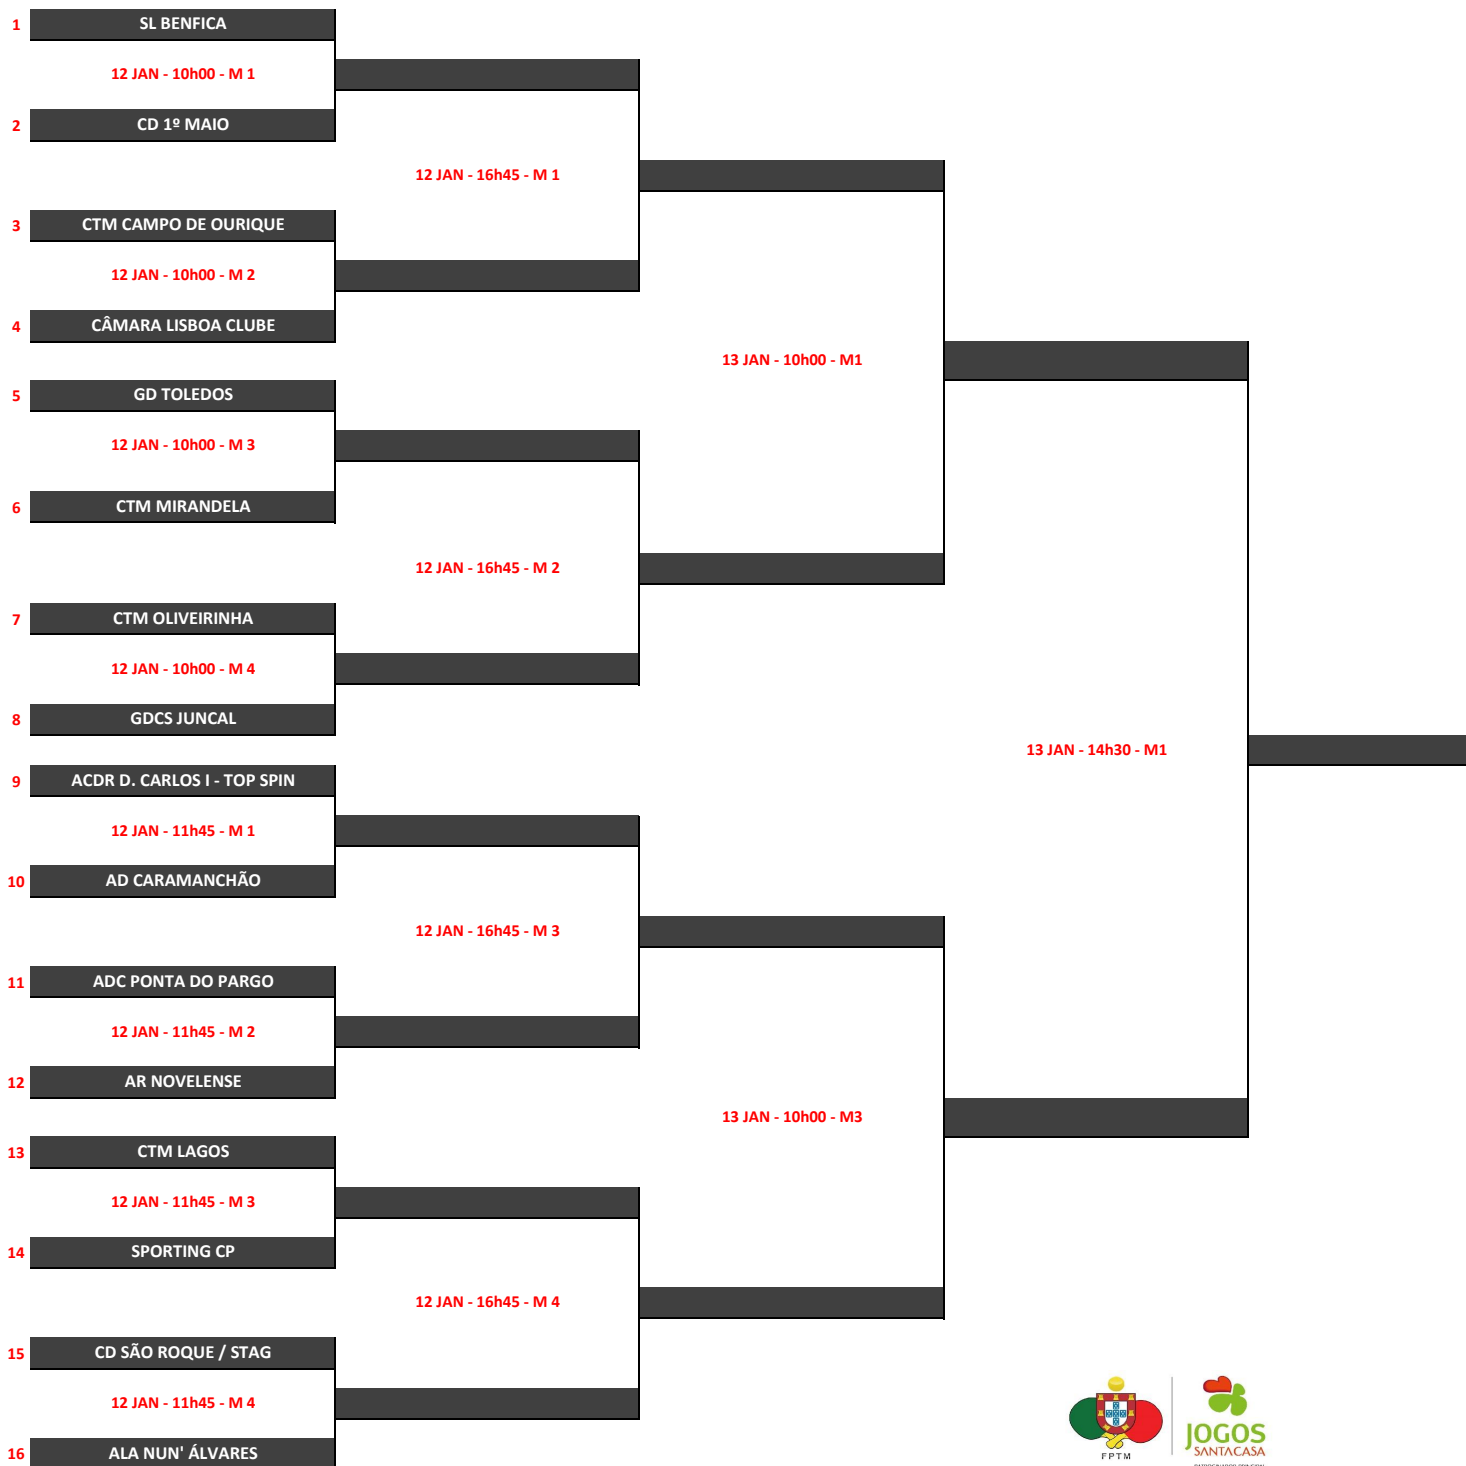 1 SL BENFICA
12 JAN - 10h00 - M 1
2 CD 1º MAIO
12 JAN - 16h45 - M 1
3 CTM CAMPO DE OURIQUE
12 JAN - 10h00 - M 2
4 CÂMARA LISBOA CLUBE
13 JAN - 10h00 - M1
5 GD TOLEDOS
12 JAN - 10h00 - M 3
6 CTM MIRANDELA
12 JAN - 16h45 - M 2
7 CTM OLIVEIRINHA
12 JAN - 10h00 - M 4
8 GDCS JUNCAL
13 JAN - 14h30 - M1
9 ACDR D. CARLOS I - TOP SPIN
12 JAN - 11h45 - M 1
10 AD CARAMANCHÃO
12 JAN - 16h45 - M 3
11 ADC PONTA DO PARGO
12 JAN - 11h45 - M 2
12 AR NOVELENSE
13 JAN - 10h00 - M3
13 CTM LAGOS
12 JAN - 11h45 - M 3
14 SPORTING CP
12 JAN - 16h45 - M 4
15 CD SÃO ROQUE / STAG
12 JAN - 11h45 - M 4
16 ALA NUN' ÁLVARES
FPTM
JOGOS
SANTA CASA